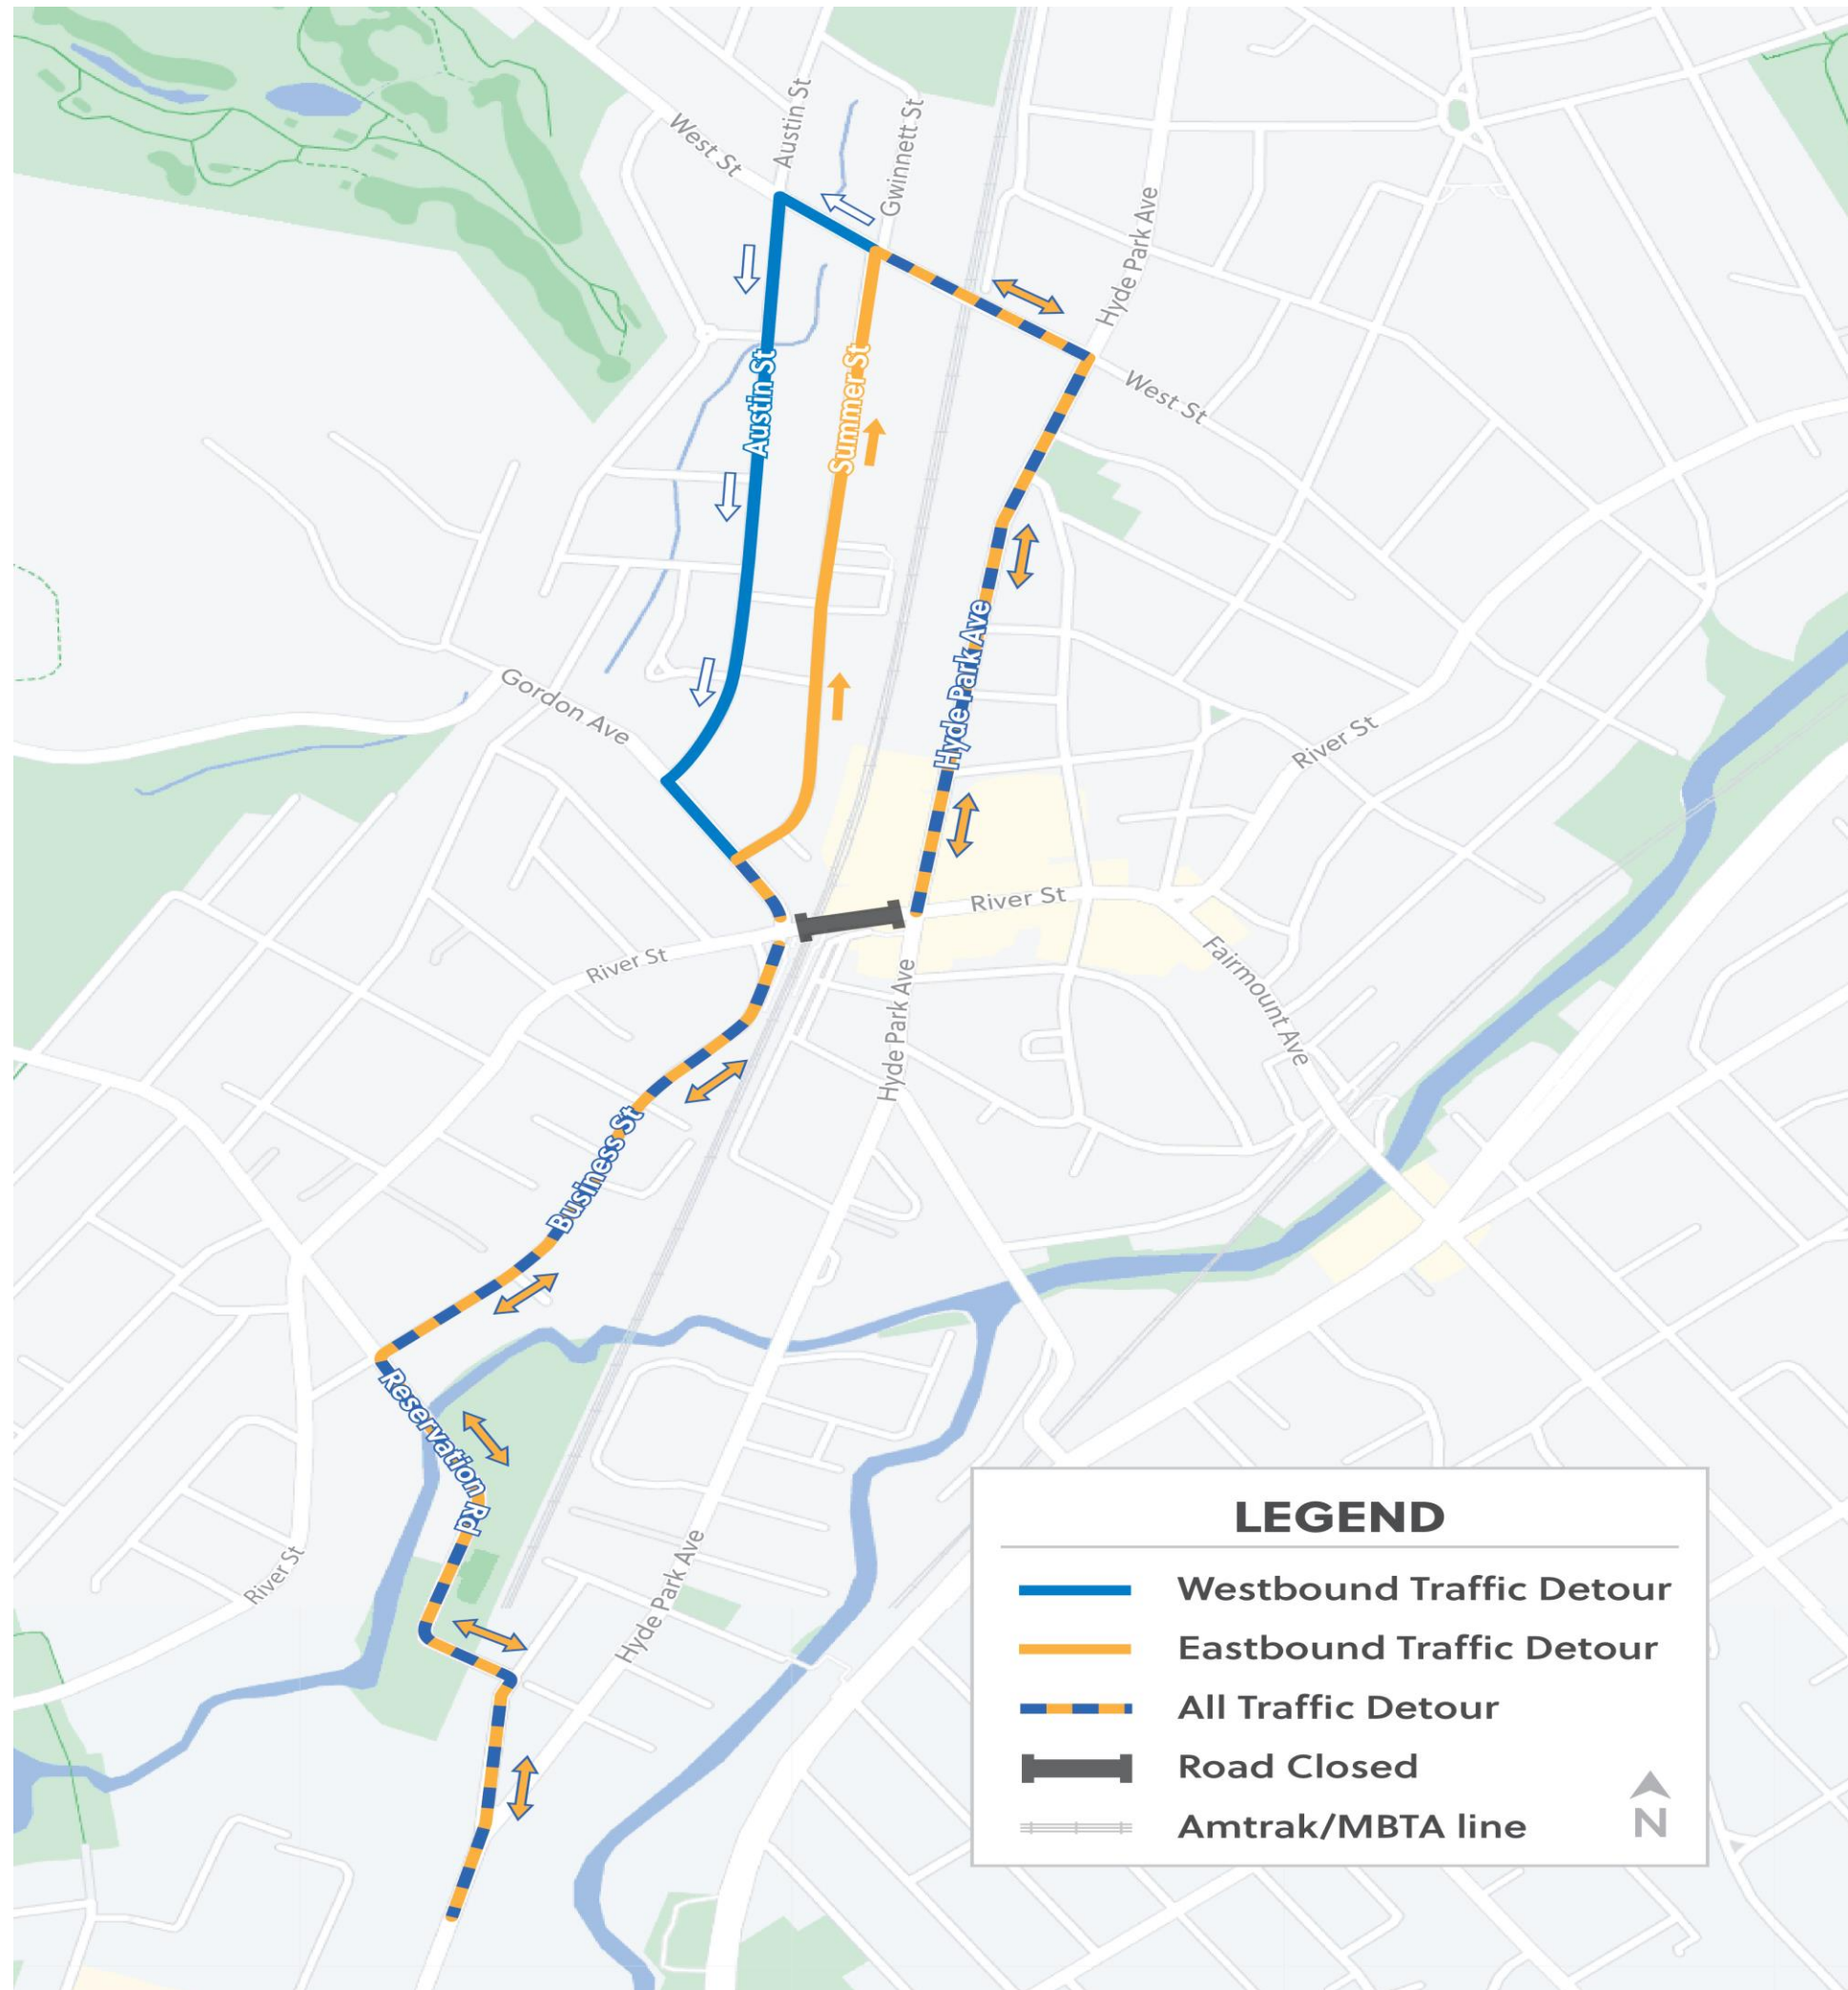 Austin St
Gwinnett St
West St
Hyde Park Ave
Austin St
Summer St
West St
Hyde Park Ave
Gordon Ave
River St
River St
River St
Fairmount Ave
Hyde Park Ave
Business St
Reservation Rd
River St
Hyde Park Ave
LEGEND
Westbound Traffic Detour
Eastbound Traffic Detour
All Traffic Detour
Road Closed
Amtrak/MBTA line
N